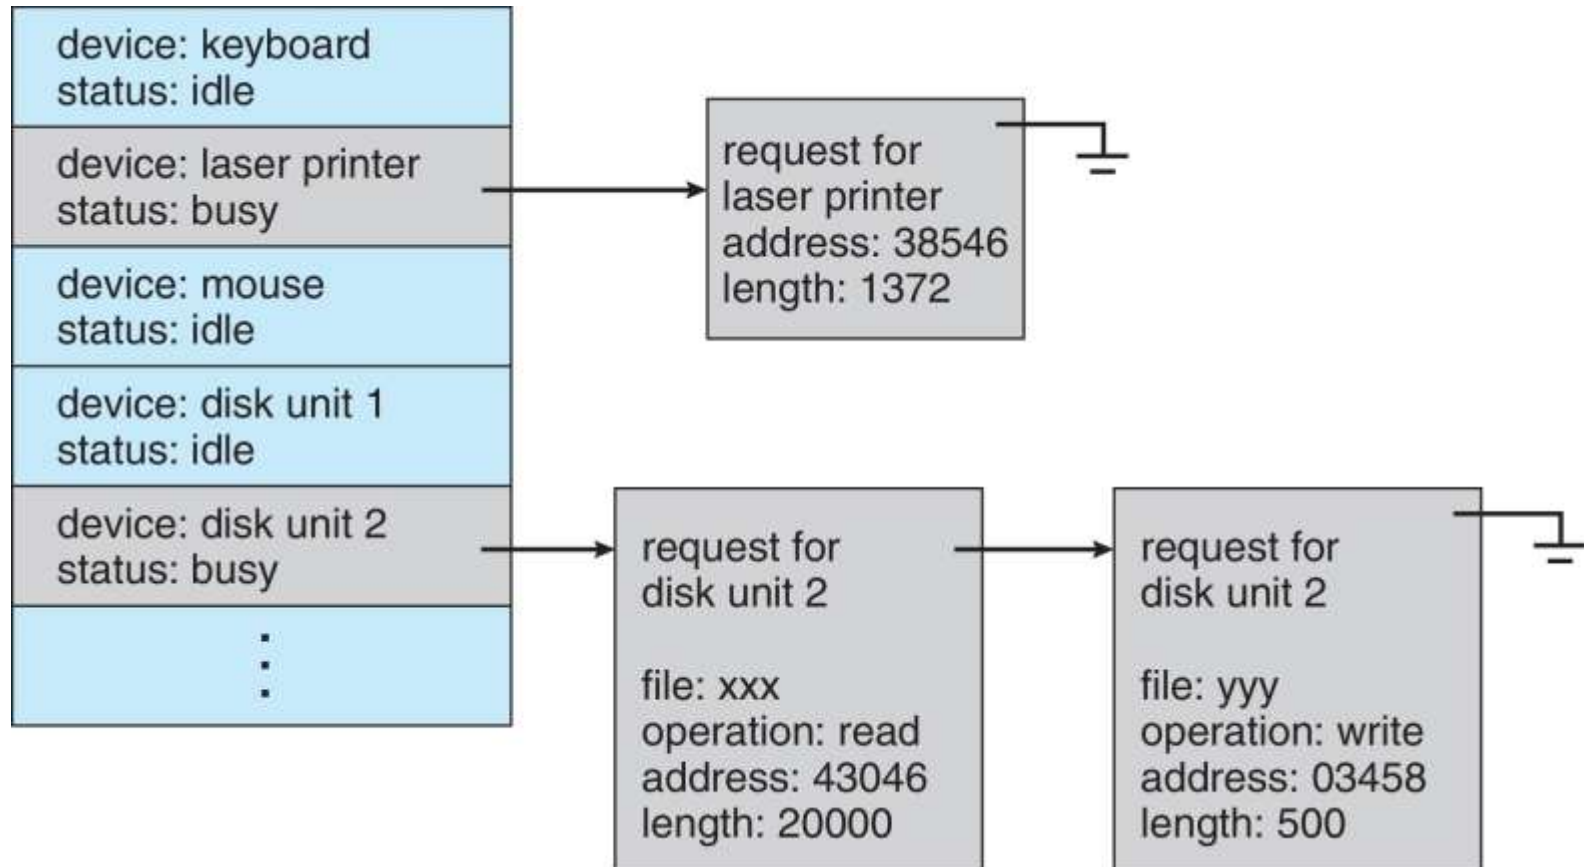 device: keyboard
status: idle
device: laser printer
status: busy
request for
laser printer
address: 38546
length: 1372
device: mouse
status: idle
device: disk unit 1
status: idle
device: disk unit 2
status: busy
request for
disk unit 2
file: xxx
operation: read
address: 43046
length: 20000
request for
disk unit 2
file: yyy
operation: write
address: 03458
length: 500